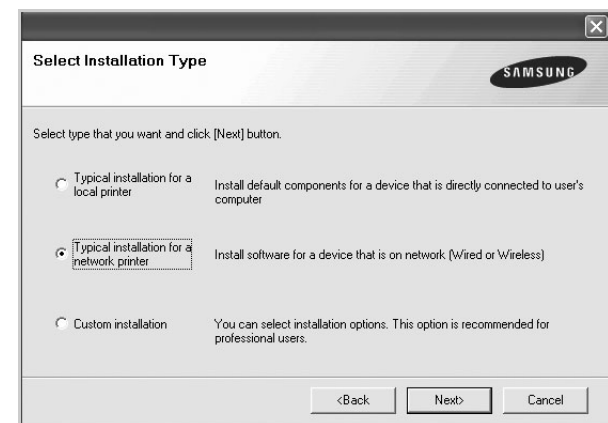 Select Installation Type
SAMSUNG
Select type that you want and click [Next] button.
Typical installation for a
local printer
Install default components for a device that is directly connected to user's
computer
Typical installation for a
network printer
Install software for a device that is on network (Wired or Wireless)
Custom installation
You can select installation options. This option is recommended for
professional users.
<Back
Next>
Cancel